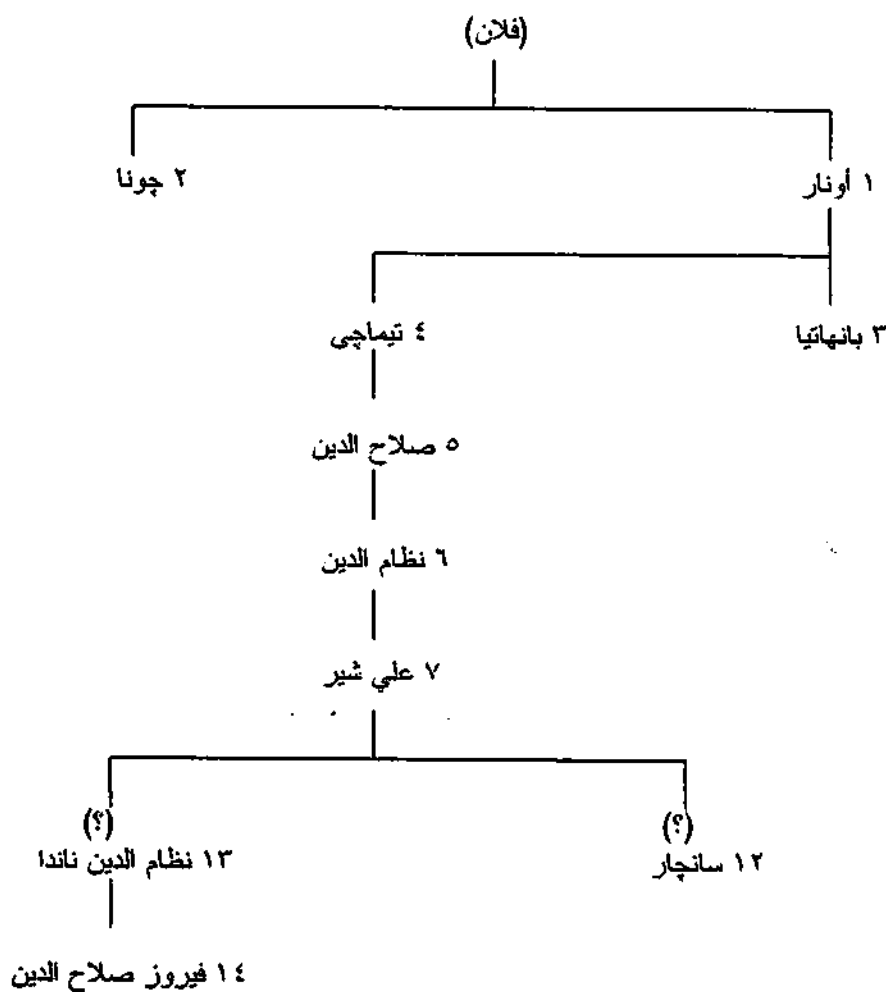 (فلان)
١ أونار
٢ چونا
٣ بانهاتيا
٤ تيماچي
٥ صلاح الدين
٦ نظام الدين
٧ علي شير
(؟)
(؟)
١٢ سانچار
١٣ نظام الدين ناندا
١٤ فيروز صلاح الدين